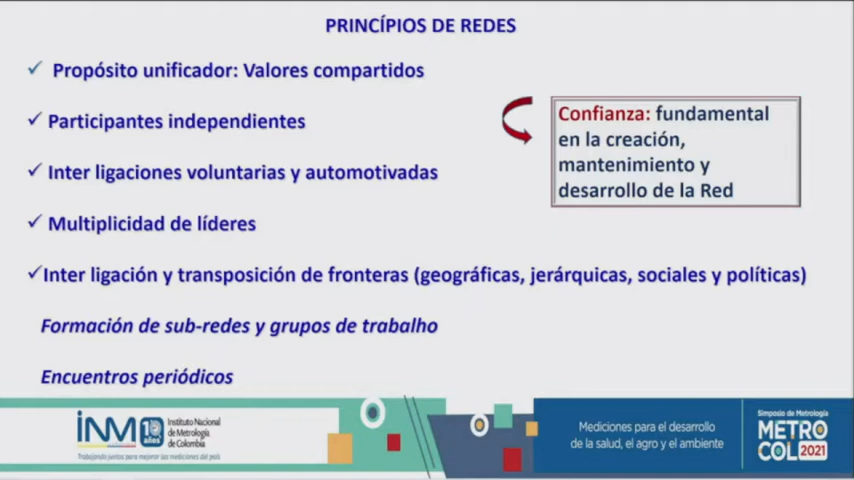 PRINCÍPIOS DE REDES
✓ Propósito unificador: Valores compartidos
✓ Participantes independientes
✓ Inter ligaciones voluntarias y automotivadas
✓ Multiplicidad de líderes
✓ Inter ligación y transposición de fronteras (geográficas, jerárquicas, sociales y políticas)
Formación de sub-redes y grupos de trabalho
Encuentros periódicos
Confianza: fundamental
en la creación,
mantenimiento y
desarrollo de la Red
INM 10 años
Instituto Nacional
de Metrología
de Colombia
Trabajando juntos para mejorar las mediciones del país
Mediciones para el desarrollo
de la salud, el agro y el ambiente
Simposio de Metrología
METRO
COL 2021